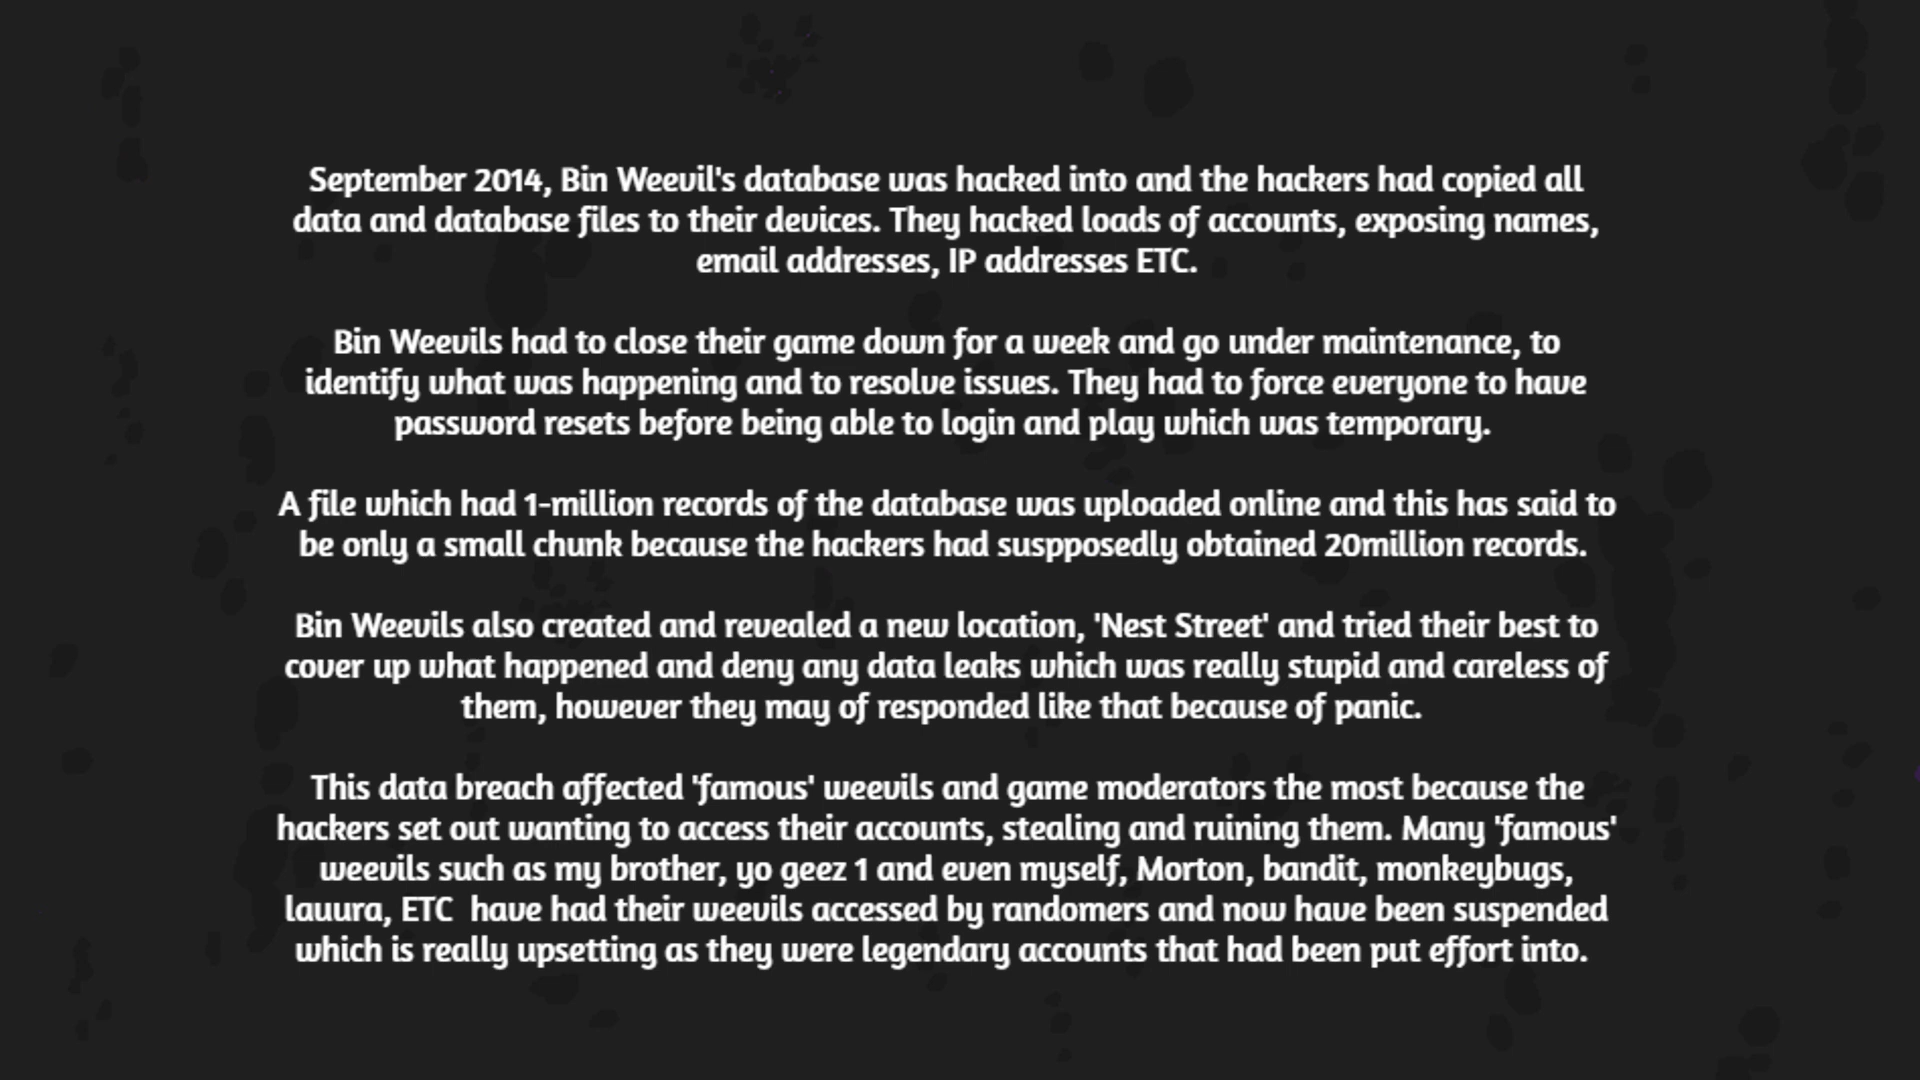 September 2014, Bin Weevil's database was hacked into and the hackers had copied all
data and database files to their devices. They hacked loads of accounts, exposing names,
email addresses, IP addresses ETC.
Bin Weevils had to close their game down for a week and go under maintenance, to
identify what was happening and to resolve issues. They had to force everyone to have
password resets before being able to login and play which was temporary.
A file which had 1-million records of the database was uploaded online and this has said to
be only a small chunk because the hackers had suspposedly obtained 20million records.
Bin Weevils also created and revealed a new location, 'Nest Street' and tried their best to
cover up what happened and deny any data leaks which was really stupid and careless of
them, however they may of responded like that because of panic.
This data breach affected 'famous' weevils and game moderators the most because the
hackers set out wanting to access their accounts, stealing and ruining them. Many 'famous'
weevils such as my brother, yo geez 1 and even myself, Morton, bandit, monkeybugs,
lauura, ETC  have had their weevils accessed by randomers and now have been suspended
which is really upsetting as they were legendary accounts that had been put effort into.